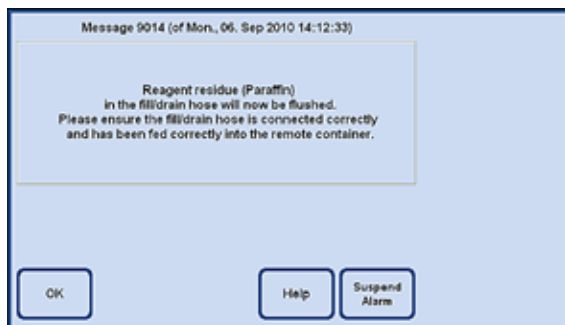 Message 9014 (of Mon., 06. Sep 2010 14:12:33)
Reagent residue (Paraffin)
in the fill/drain hose will now be flushed.
Please ensure the fill/drain hose is connected correctly
and has been fed correctly into the remote container.
OK
Help
Suspend
Alarm